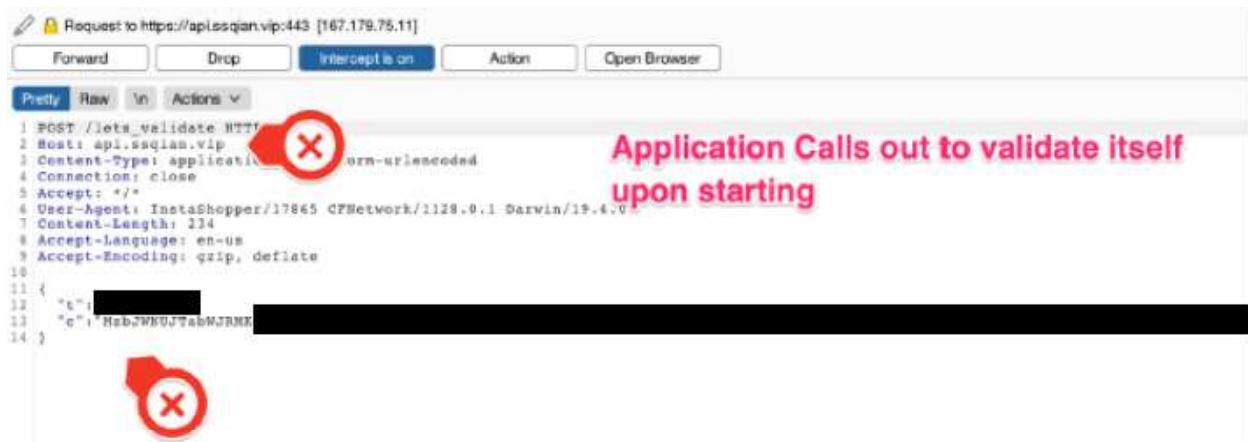 Request to https://api.ssqian.vip:443 [167.179.75.11]
Forward Drop Intercept is on Action Open Browser
Pretty Raw \n Actions
1 POST /lets_validate
2 Host: api.ssqian.vip
3 Content-Type: -urlencoded
4 Connection: close
5 Accept: */*
6 User-Agent: InstaShopper/17865 CFNetwork/1128.0.1 Darwin/19.4.0
7 Content-Length: 234
8 Accept-Language: en-us
9 Accept-Encoding: gzip, deflate
10
11 {
12 "t":
13 "c":
14 }
Application Calls out to validate itself
upon starting